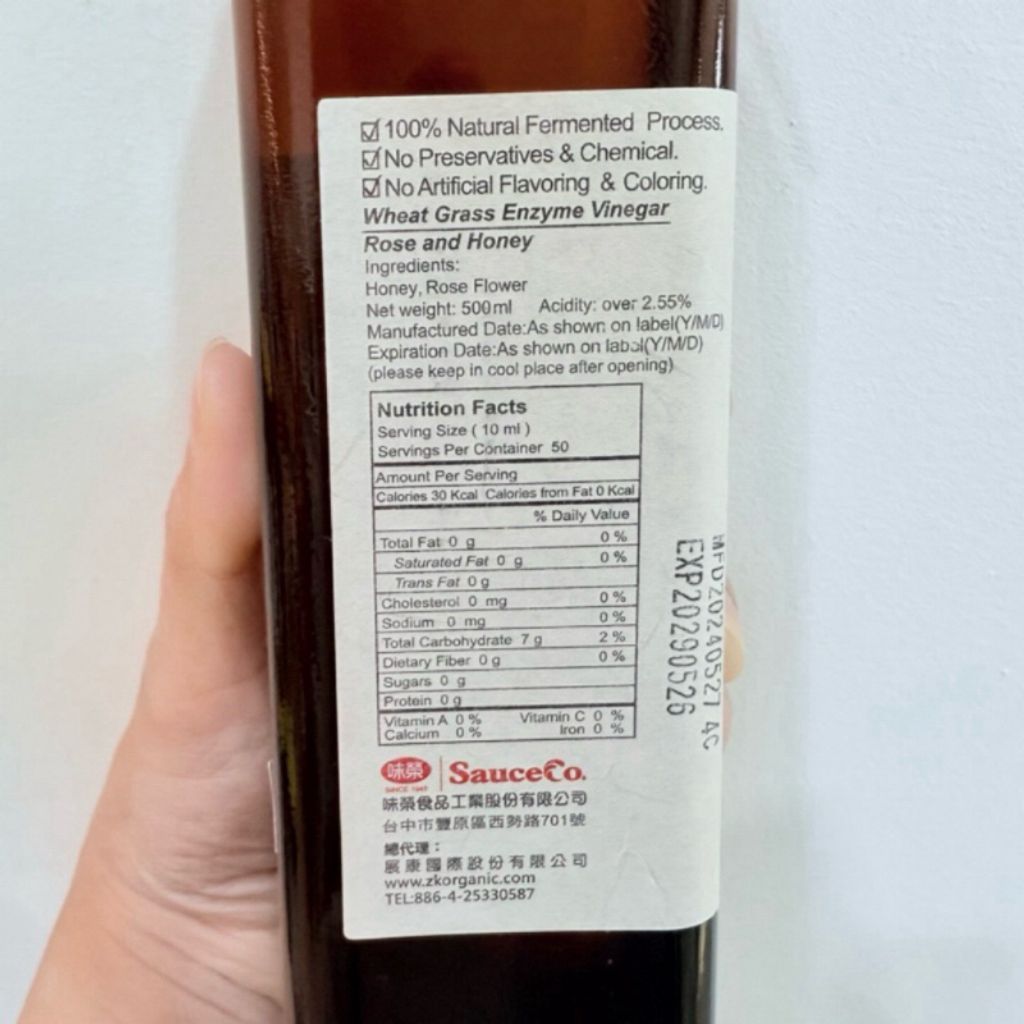 100% Natural Fermented Process.
No Preservatives & Chemical.
No Artificial Flavoring & Coloring.
Wheat Grass Enzyme Vinegar
Rose and Honey
Ingredients:
Honey, Rose Flower
Net weight: 500ml Acidity: over 2.55%
Manufactured Date:As shown on label(Y/M/D)
Expiration Date:As shown on label(Y/M/D)
(please keep in cool place after opening)
Nutrition Facts
Serving Size ( 10 ml )
Servings Per Container 50
Amount Per Serving
Calories 30 Kcal Calories from Fat 0 Kcal
% Daily Value
Total Fat 0 g 0 %
Saturated Fat 0 g 0 %
Trans Fat 0 g
Cholesterol 0 mg 0 %
Sodium 0 mg 0 %
Total Carbohydrate 7 g 2 %
Dietary Fiber 0 g 0 %
Sugars 0 g
Protein 0 g
Vitamin A 0 % Vitamin C 0 %
Calcium 0 % Iron 0 %
味榮 SauceCo.
SINCE 1947
味榮食品工業股份有限公司
台中市豐原區西勢路701號
總代理：
展康國際股份有限公司
www.zkorganic.com
TEL:886-4-25330587
MFD20240527 4C
EXP20290526